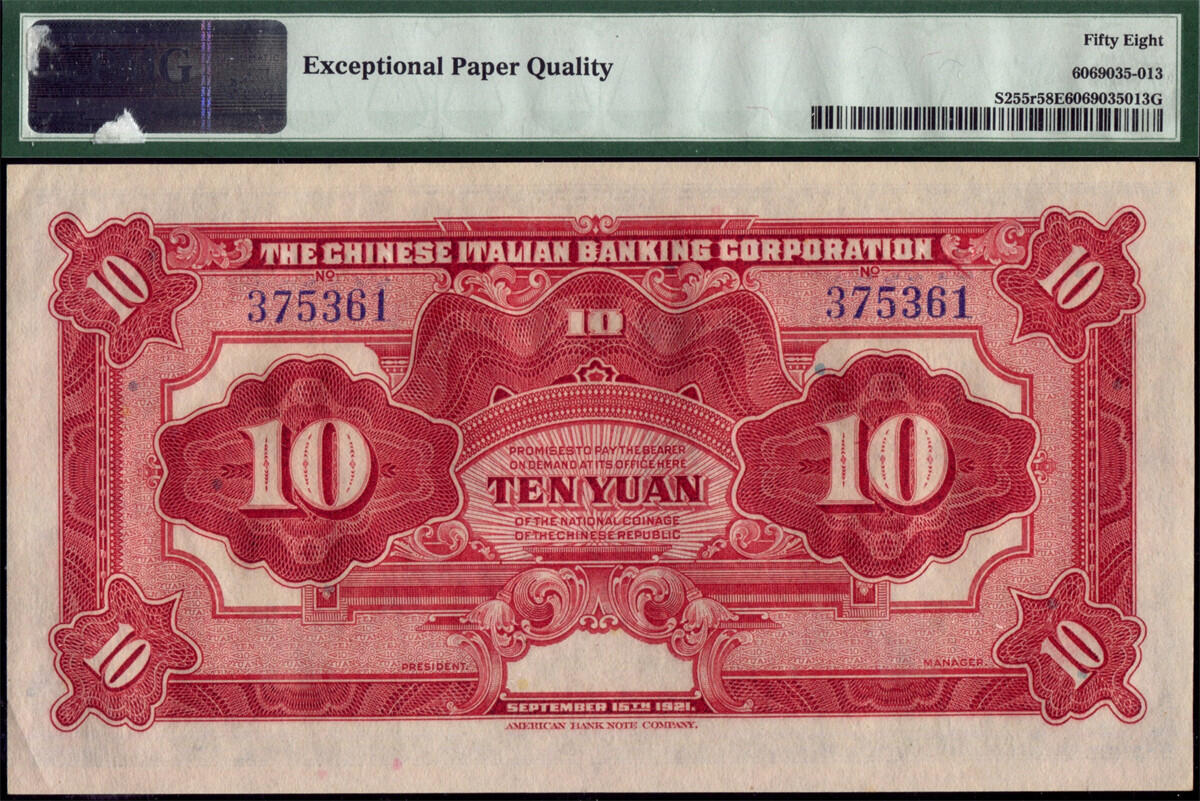 Exceptional Paper Quality
Fifty Eight
6069035-013
S255r58E6069035013G
10
10
THE CHINESE ITALIAN BANKING CORPORATION
NO
375361
NO
375361
10
10
10
PROMISES TO PAY THE BEARER
ON DEMAND AT ITS OFFICE HERE
TEN YUAN
OF THE NATIONAL COINAGE
OF THE CHINESE REPUBLIC
10
10
PRESIDENT.
MANAGER.
SEPTEMBER 15TH 1921.
AMERICAN BANK NOTE COMPANY.